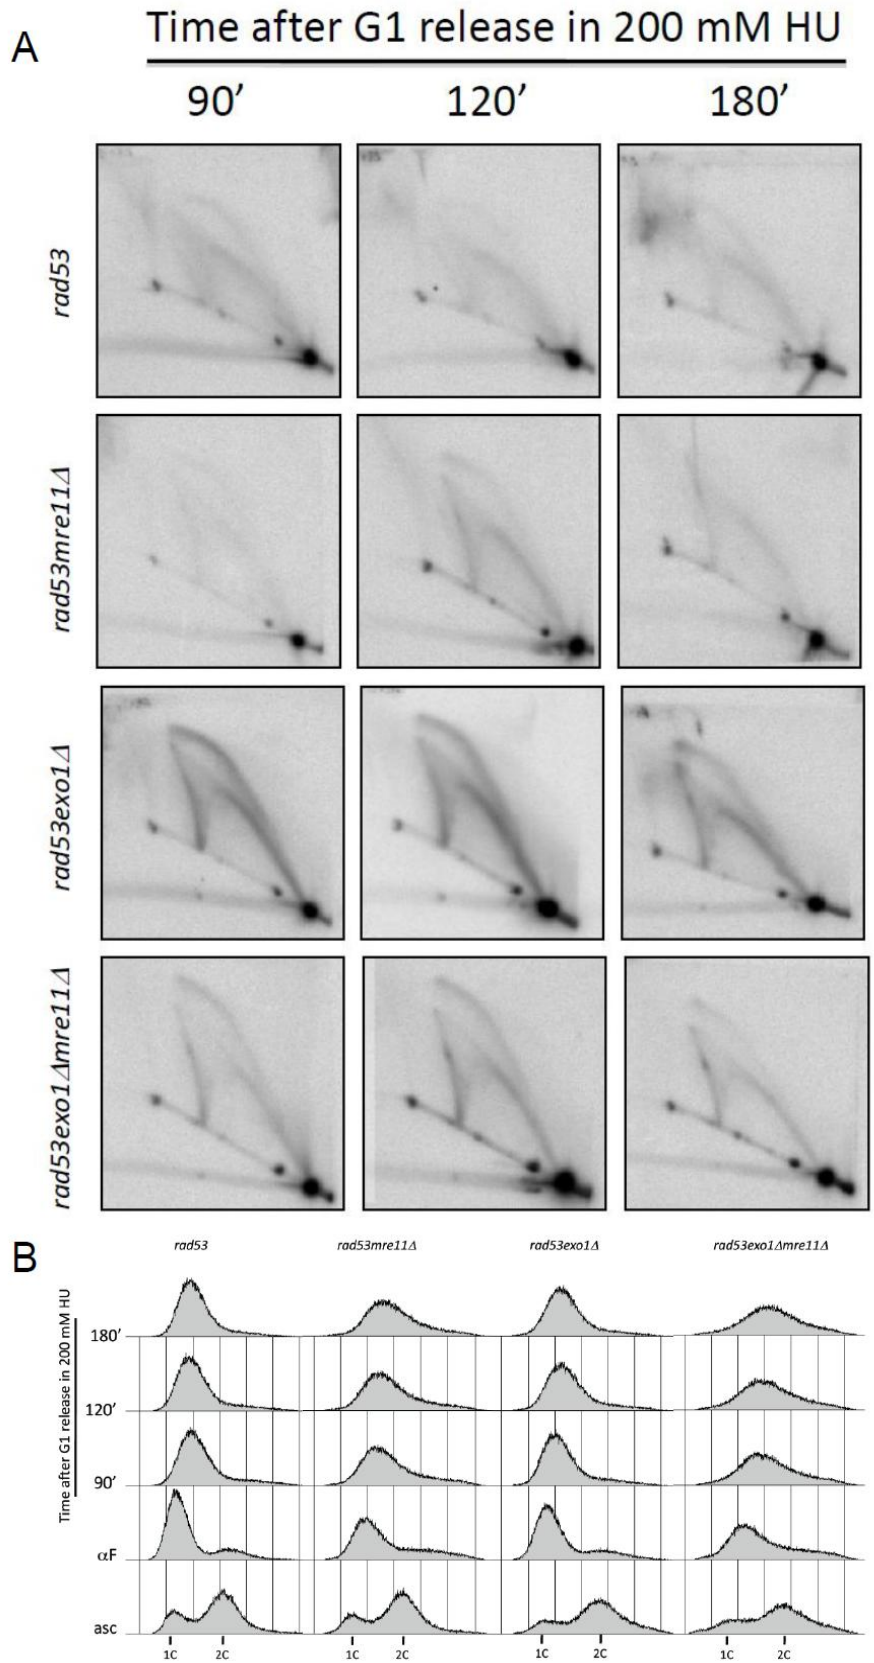 A
Time after G1 release in 200 mM HU
90’
120’
180’
rad53
rad53mre11Δ
rad53exo1Δ
rad53exo1Δmre11Δ
B
rad53
rad53mre11Δ
rad53exo1Δ
rad53exo1Δmre11Δ
Time after G1 release in 200 mM HU
180’
120’
90’
αF
asc
1C
2C
1C
2C
1C
2C
1C
2C